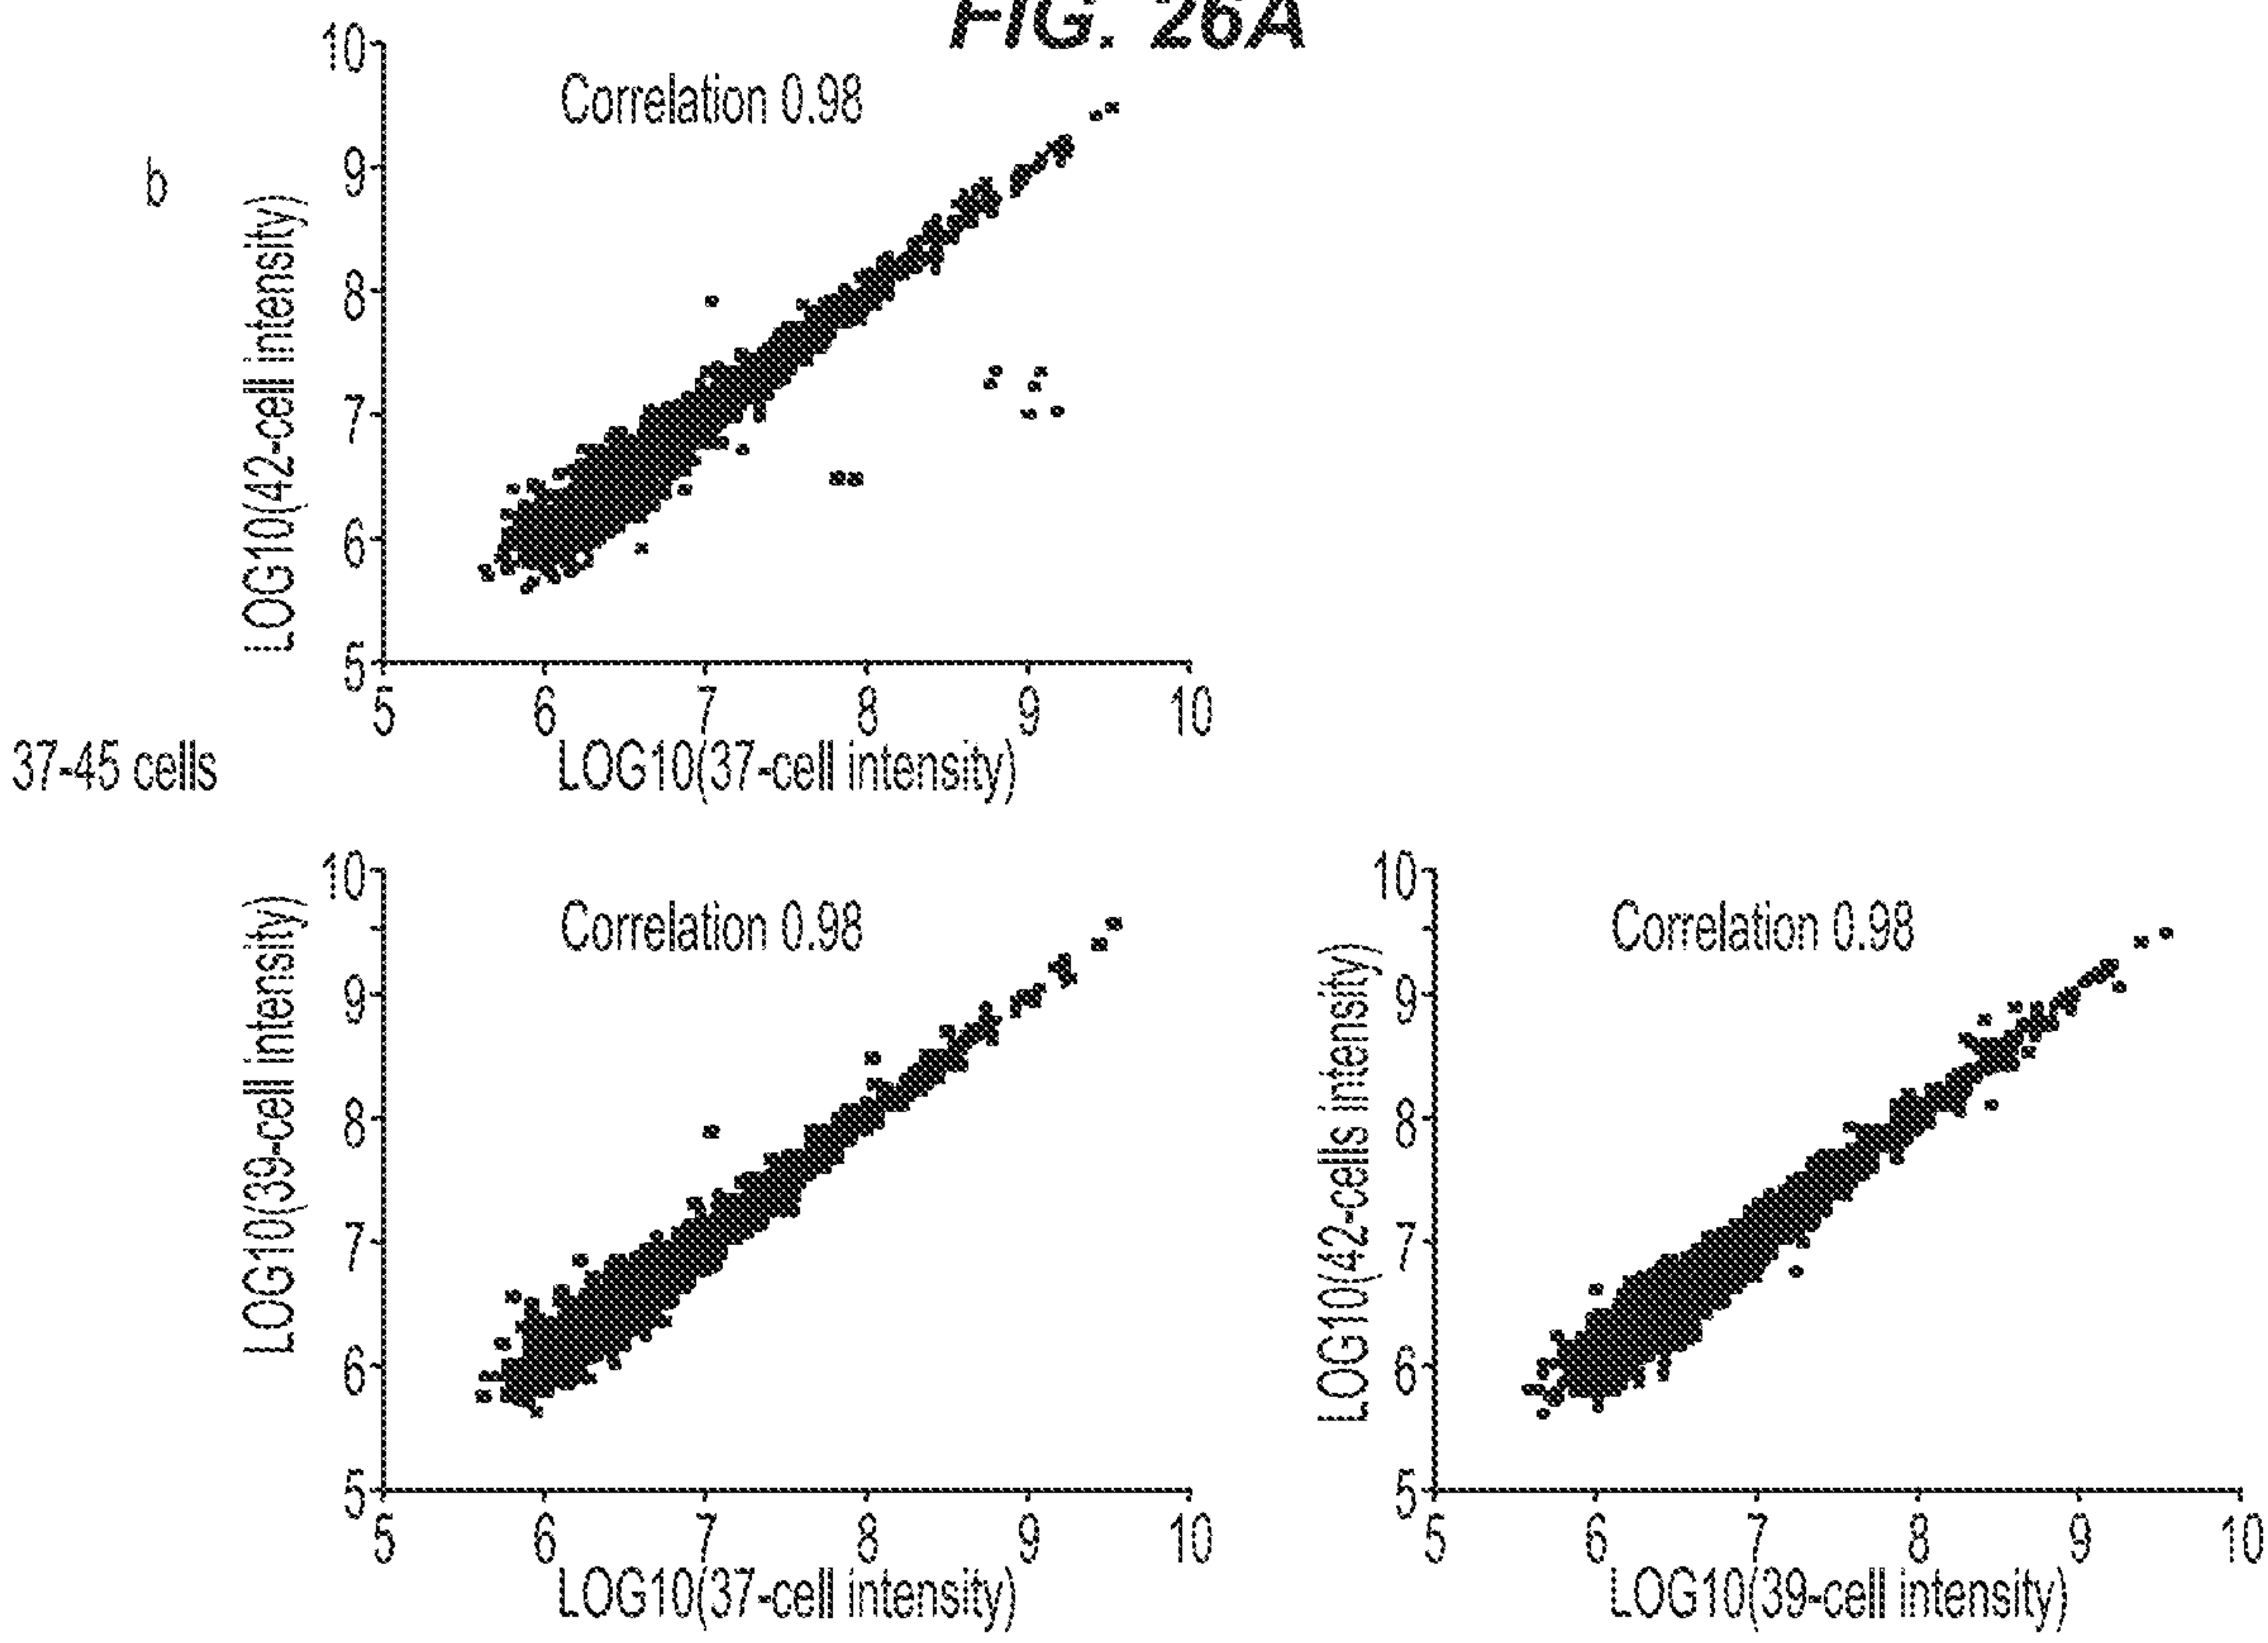 FIG. 26A
b
Correlation 0.98
LOG10(42-cell intensity)
10
9
8
7
6
5
5 6 7 8 9 10
LOG10(37-cell intensity)
37-45 cells
Correlation 0.98
LOG10(39-cell intensity)
10
9
8
7
6
5
5 6 7 8 9 10
LOG10(37-cell intensity)
Correlation 0.98
LOG10(42-cells intensity)
10
9
8
7
6
5
5 6 7 8 9 10
LOG10(39-cell intensity)